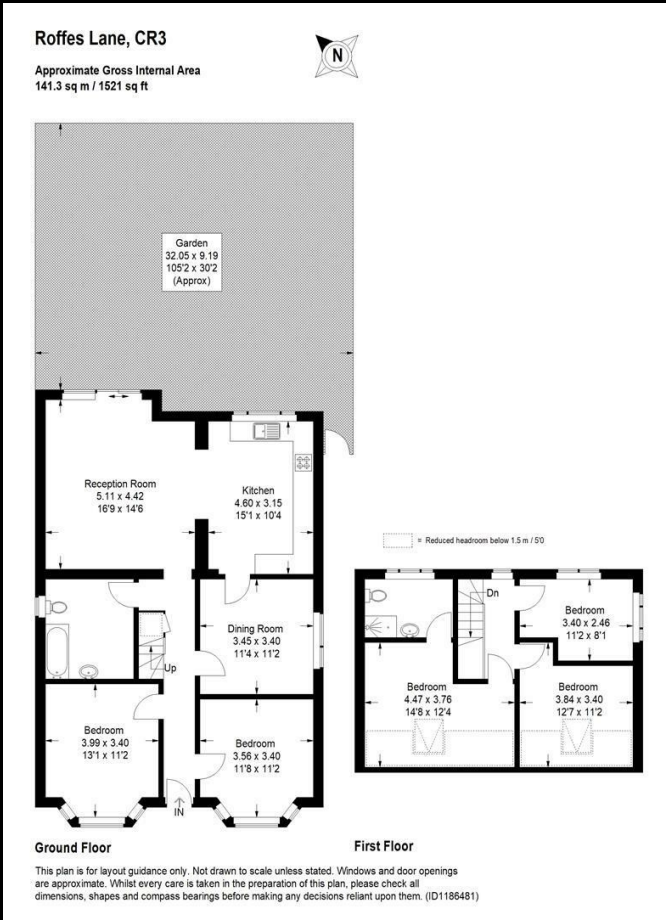 Roffes Lane, CR3
Approximate Gross Internal Area
141.3 sq m / 1521 sq ft
N
Garden
32.05 x 9.19
105'2 x 30'2
(Approx)
Reception Room
5.11 x 4.42
16'9 x 14'6
Kitchen
4.60 x 3.15
15'1 x 10'4
= Reduced headroom below 1.5 m / 5'0
Dining Room
3.45 x 3.40
11'4 x 11'2
Up
Bedroom
3.99 x 3.40
13'1 x 11'2
Bedroom
3.56 x 3.40
11'8 x 11'2
IN
Dn
Bedroom
3.40 x 2.46
11'2 x 8'1
Bedroom
4.47 x 3.76
14'8 x 12'4
Bedroom
3.84 x 3.40
12'7 x 11'2
Ground Floor
First Floor
This plan is for layout guidance only. Not drawn to scale unless stated. Windows and door openings
are approximate. Whilst every care is taken in the preparation of this plan, please check all
dimensions, shapes and compass bearings before making any decisions reliant upon them. (ID1186481)